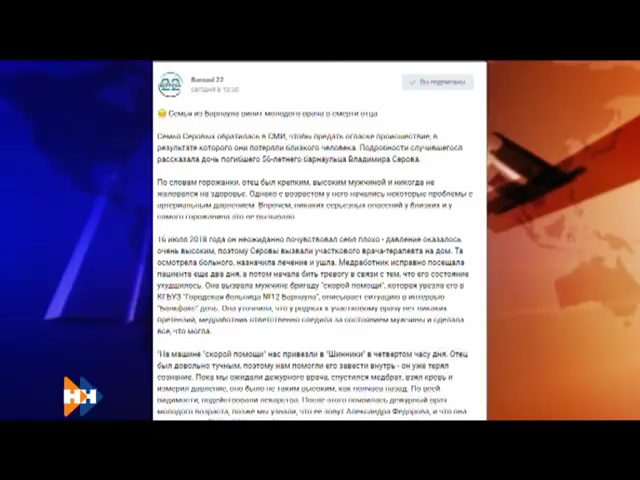 22
Barnaul 22
сегодня в 10:00
Вы подписаны
Семья из Барнаула винит молодого врача в смерти отца
Семья Серовых обратилась в СМИ, чтобы предать огласке происшествие, в
результате которого они потеряли близкого человека. Подробности случившегося
рассказала дочь погибшего 56-летнего барнаульца Владимира Серова.
По словам горожанки, отец был крепким, высоким мужчиной и никогда не
жаловался на здоровье. Однако с возрастом у него начались некоторые проблемы с
артериальным давлением. Впрочем, никаких серьезных опасений у близких и у
самого горожанина это не вызывало.
16 июля 2018 года он неожиданно почувствовал себя плохо - давление оказалось
очень высоким, поэтому Серовы вызвали участкового врача-терапевта на дом. Та
осмотрела больного, назначила лечение и ушла. Медработник исправно посещала
пациента еще два дня, а потом начала бить тревогу в связи с тем, что его состояние
ухудшилось. Она вызвала мужчине бригаду "скорой помощи", которая увезла его в
КГБУЗ "Городская больница №12 Барнаула", описывает ситуацию в интервью
"Банкфакс" дочь. Она уточнила, что у родных к участковому врачу нет никаких
претензий, медработник ответственно следила за состоянием мужчины и сделала
все, что могла.
"На машине "скорой помощи" нас привезли в "Шинники" в четвертом часу дня. Отец
был довольно тучным, поэтому нам помогли его завести внутрь - он уже терял
сознание. Пока мы ожидали дежурного врача, спустился медбрат, взял кровь и
измерил давление, оно было не таким высоким, как полчаса назад. По всей
видимости, подействовали лекарства. После этого появилась дежурный врач
молодого возраста, позже мы узнали, что ее зовут Александра Федорова, и что она
НН